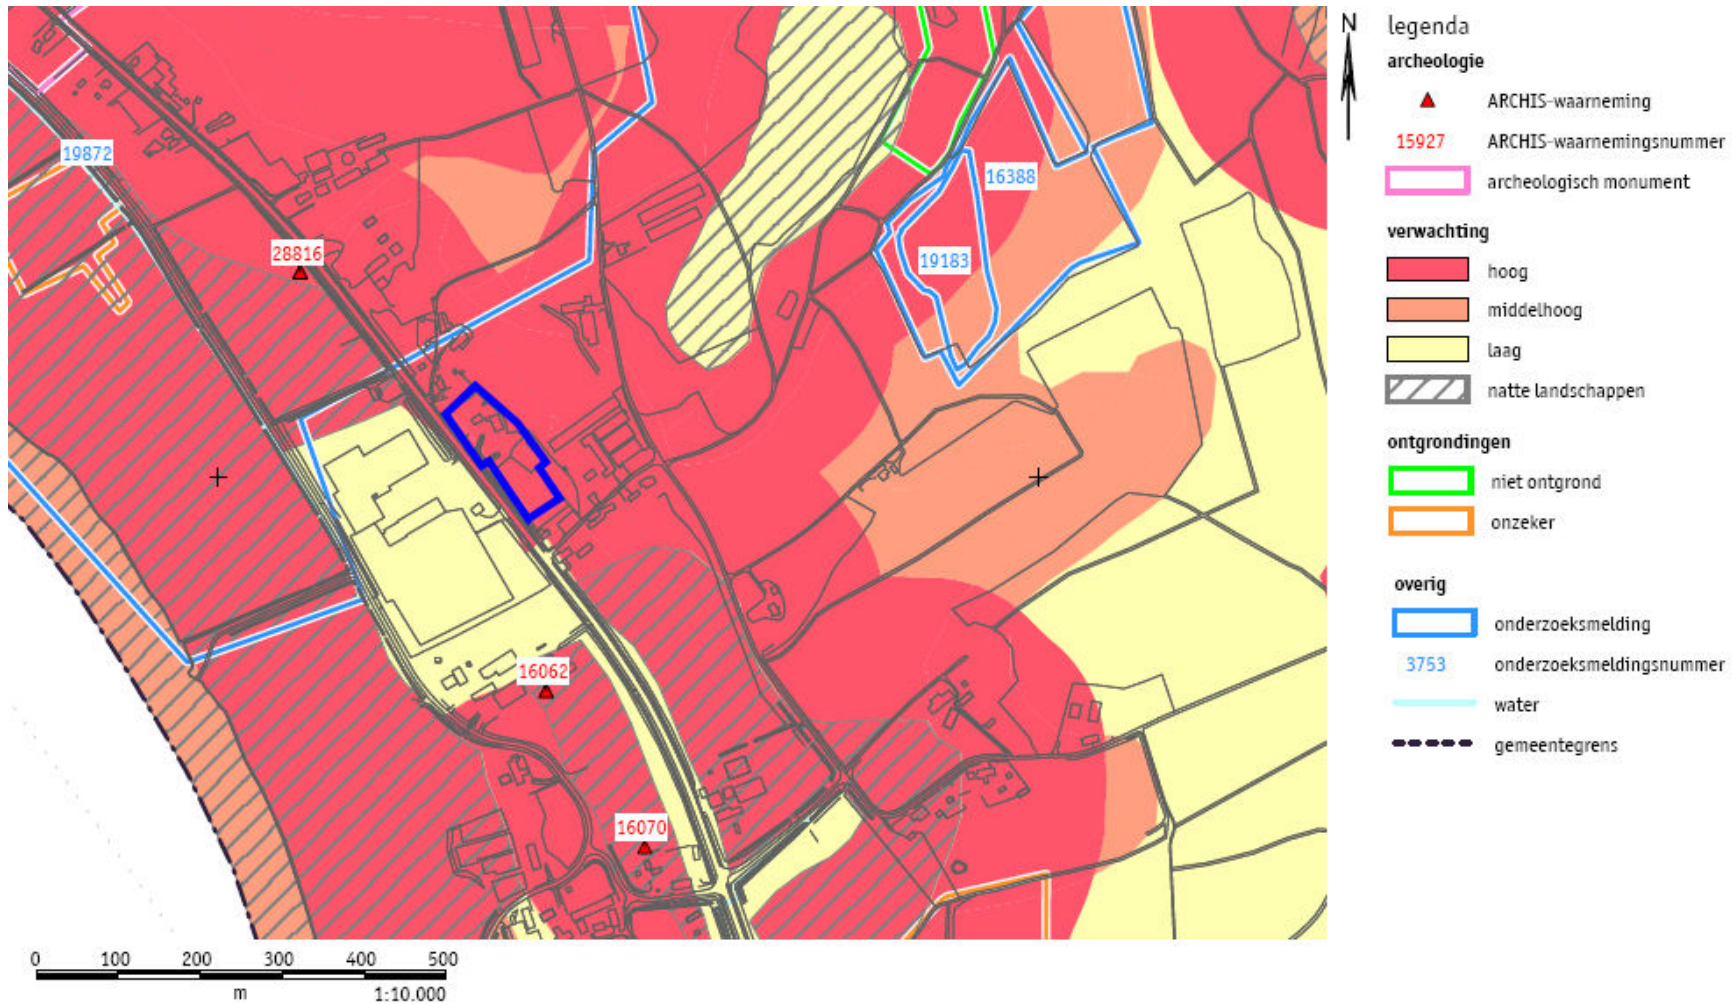 N
legenda
archeologie
ARCHIS-waarneming
15927 ARCHIS-waarnemingsnummer
archeologisch monument
verwachting
hoog
middelhoog
laag
natte landschappen
ontgrondingen
niet ontgrond
onzeker
overig
onderzoeksmelding
3753 onderzoeksmeldingsnummer
water
gemeentegrens
19872
16388
28816
19183
16062
16070
0 100 200 300 400 500
m 1:10.000